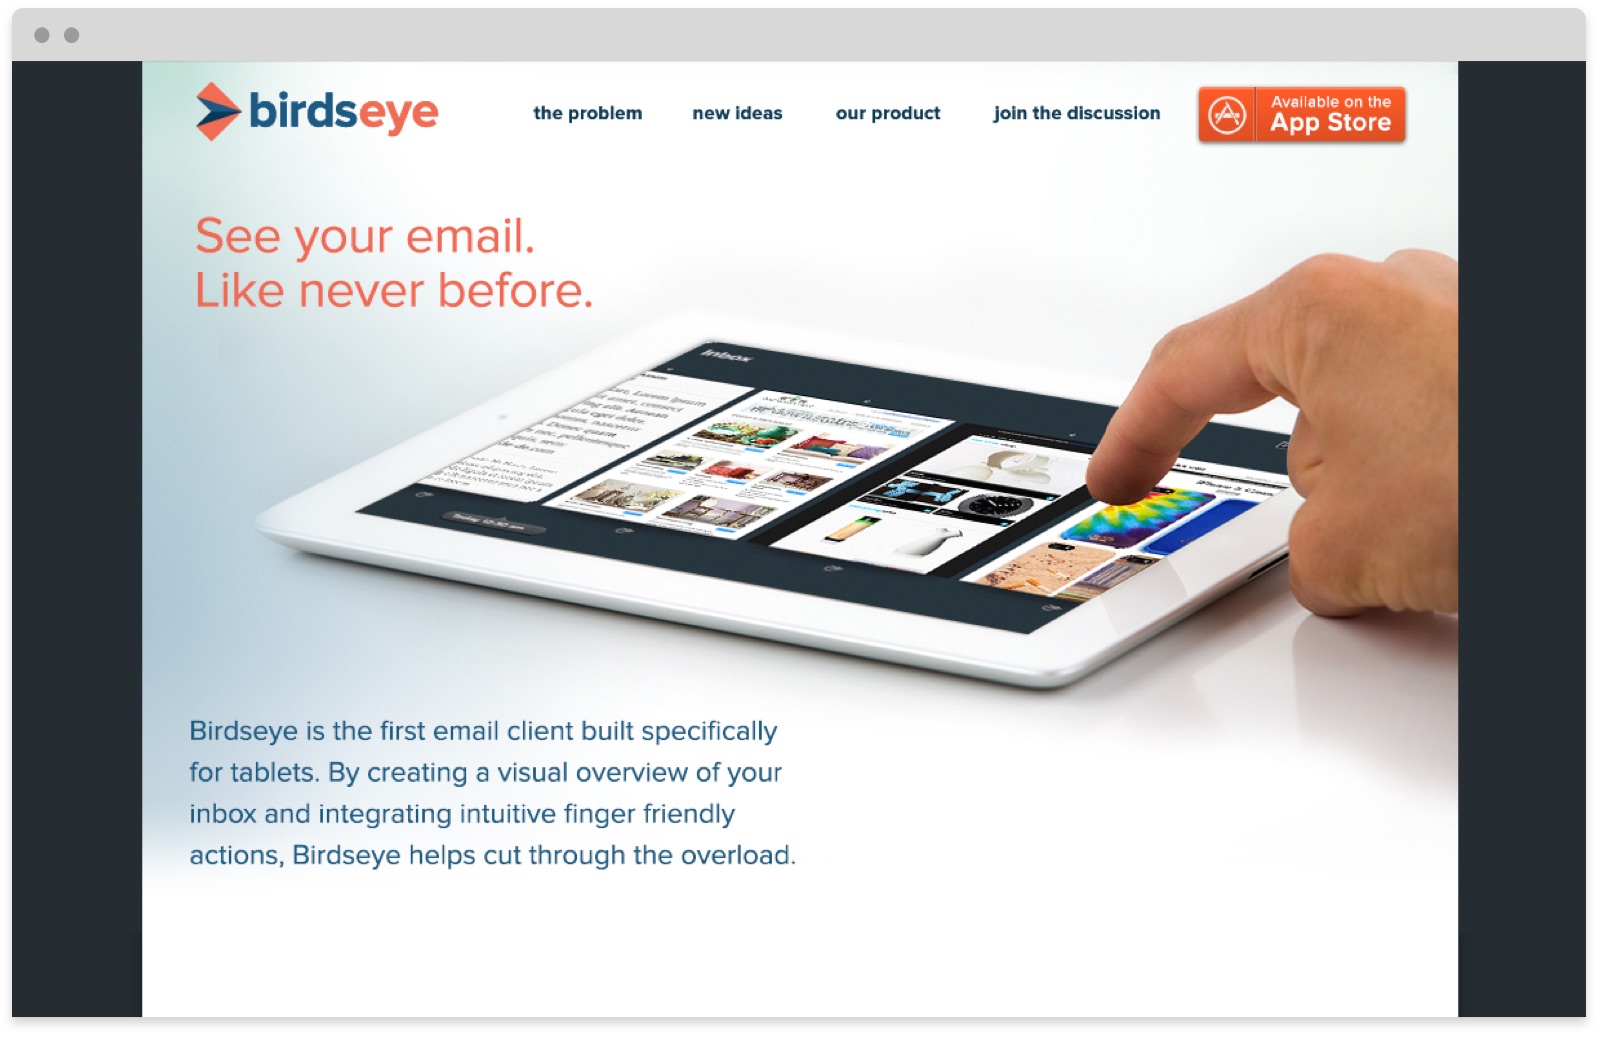 birdseye
the problem
new ideas
our product
join the discussion
Available on the
App Store
See your email.
Like never before.
Inbox
Birdseye is the first email client built specifically
for tablets. By creating a visual overview of your
inbox and integrating intuitive finger friendly
actions, Birdseye helps cut through the overload.